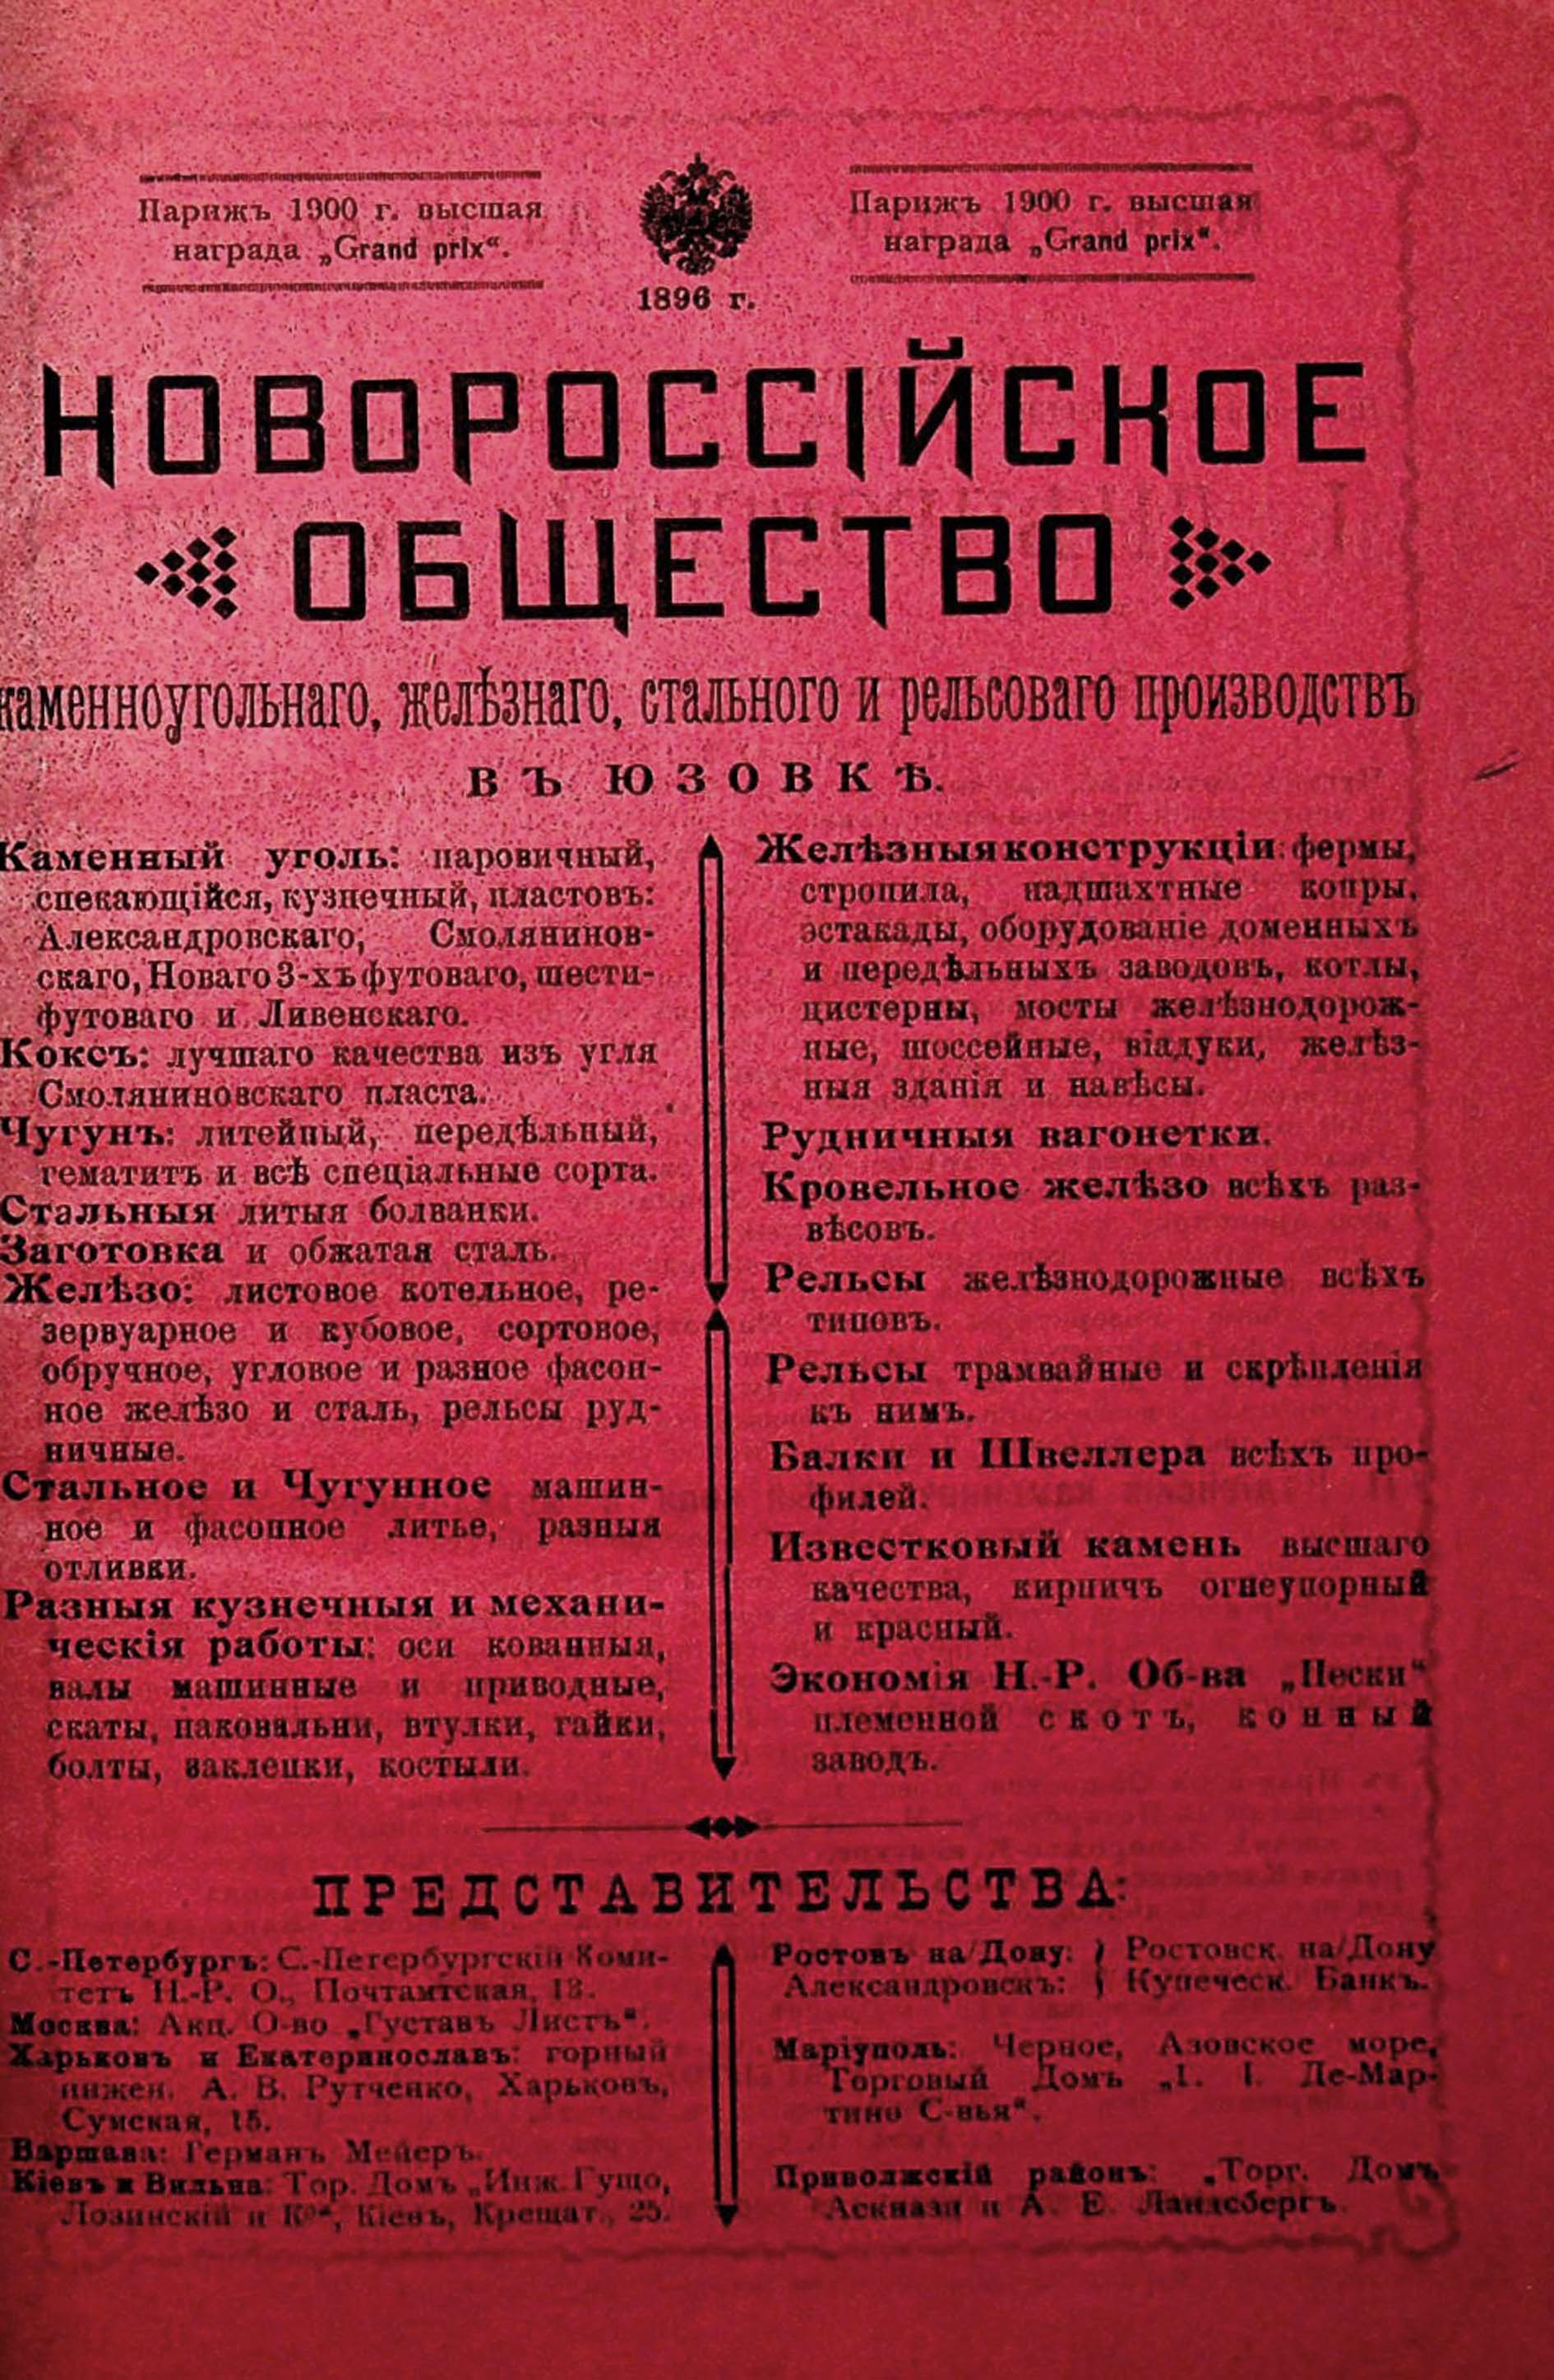 Парижъ 1900 г. высшая
награда „Grand prix“.
1896 г.
Парижъ 1900 г. высшая
награда „Grand prix“.
НОВОРОССІЙСКОЕ
ОБЩЕСТВО
каменноугольнаго, желѣзнаго, стального и рельсоваго производствъ
ВЪ ЮЗОВКѢ.
Каменный уголь: паровичный,
спекающійся, кузнечный, пластовъ:
Александровскаго, Смолянинов-
скаго, Новаго 3-хъ футоваго, шести-
футоваго и Ливенскаго.
Коксъ: лучшаго качества изъ угля
Смоляниновскаго пласта.
Чугунъ: литейный, передѣльный,
гематитъ и всѣ спеціальные сорта.
Стальныя литыя болванки.
Заготовка и обжатая сталь.
Желѣзо: листовое котельное, ре-
зервуарное и кубовое, сортовое,
обручное, угловое и разное фасон-
ное желѣзо и сталь, рельсы руд-
ничные.
Стальное и Чугунное машин-
ное и фасонное литье, разныя
отливки.
Разныя кузнечныя и механи-
ческія работы: оси кованныя,
валы машинные и приводные,
скаты, наковальни, втулки, гайки,
болты, заклепки, костыли.
Желѣзныя конструкціи: фермы,
стропила, надшахтные копры,
эстакады, оборудованіе доменныхъ
и передѣльныхъ заводовъ, котлы,
цистерны, мосты желѣзнодорож-
ные, шоссейные, віадуки, желѣз-
ныя зданія и навѣсы.
Рудничныя вагонетки.
Кровельное желѣзо всѣхъ раз-
вѣсовъ.
Рельсы желѣзнодорожные всѣхъ
типовъ.
Рельсы трамвайные и скрѣпленія
къ нимъ.
Балки и Швеллера всѣхъ про-
филей.
Известковый камень высшаго
качества, кирпичъ огнеупорный
и красный.
Экономія Н.-Р. Об-ва „Пески“
племенной скотъ, конный
заводъ.
ПРЕДСТАВИТЕЛЬСТВА:
С.-Петербургъ: С.-Петербургскій Коми-
тетъ Н.-Р. О., Почтамтская, 13.
Москва: Акц. О-во „Густавъ Листъ“.
Харьковъ и Екатеринославъ: горный
инжен. А. В. Рутченко, Харьковъ,
Сумская, 15.
Варшава: Германъ Мейеръ.
Кіевъ и Вильна: Тор. Домъ „Инж. Гущо,
Лозинскій и Ко“, Кіевъ, Крещат., 25.
Ростовъ на/Дону: } Ростовск. на/Дону
Александровскъ: } Купеческ. Банкъ.
Маріуполь: Черное, Азовское море,
Торговый Домъ „І. І. Де-Мар-
тино С-вья“.
Приволжскій районъ: „Торг. Домъ
Аскнази и А. Е. Ландсбергъ.